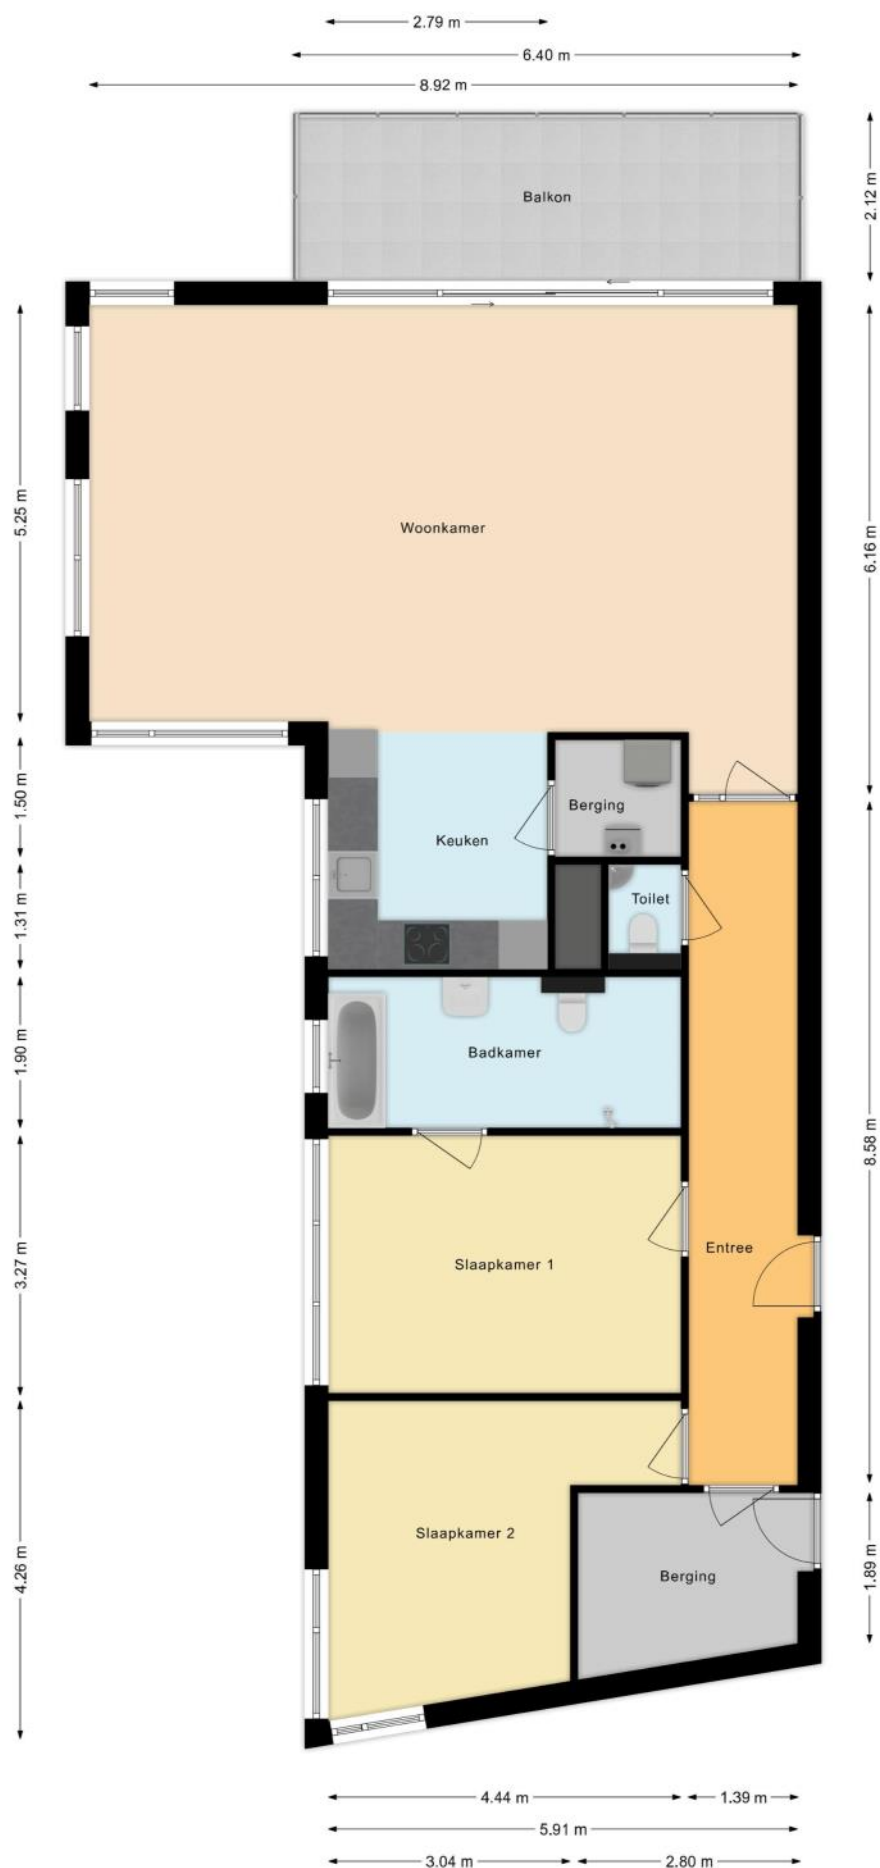 2.79 m
6.40 m
8.92 m
2.12 m
Balkon
5.25 m
6.16 m
Woonkamer
1.50 m
Berging
Keuken
1.31 m
Toilet
1.90 m
Badkamer
8.58 m
3.27 m
Entree
Slaapkamer 1
4.26 m
Slaapkamer 2
1.89 m
Berging
4.44 m
1.39 m
5.91 m
3.04 m
2.80 m